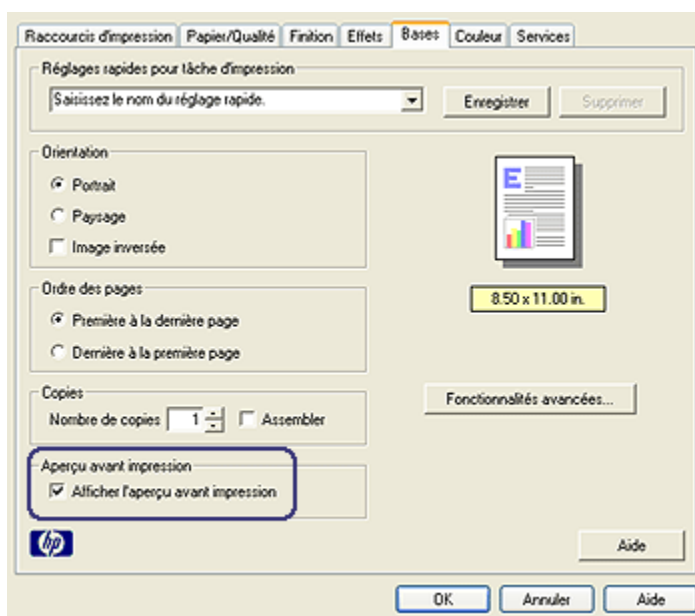 Raccourcis d'impression Papier/Qualité Finition Effets Bases Couleur Services
Réglages rapides pour tâche d'impression
Saisissez le nom du réglage rapide. Enregistrer Supprimer
Orientation
Portrait
Paysage
Image inversée
E
8.50 x 11.00 in.
Ordre des pages
Première à la dernière page
Dernière à la première page
Copies
Nombre de copies 1 Assembler
Fonctionnalités avancées...
Aperçu avant impression
Afficher l'aperçu avant impression
hp
Aide
OK Annuler Aide